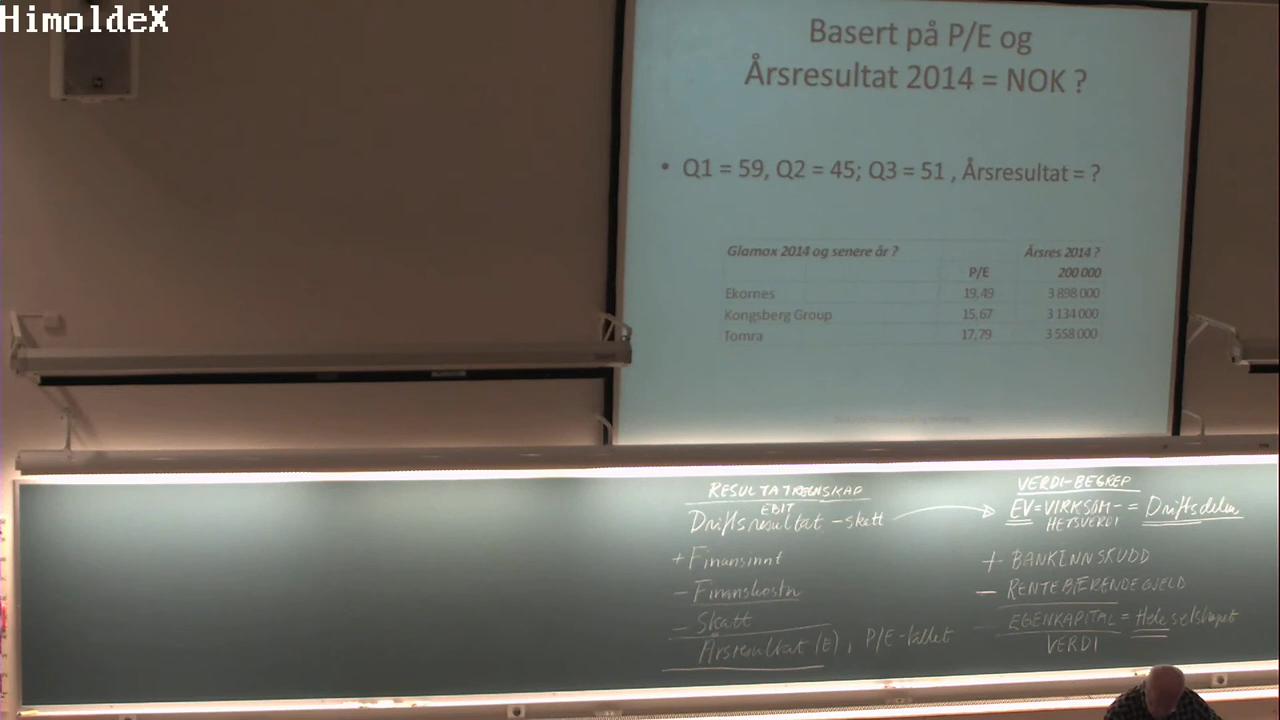 HimoldeX
Basert på P/E og
Årsresultat 2014 = NOK ?
• Q1 = 59, Q2 = 45; Q3 = 51 , Årsresultat = ?
Glamox 2014 og senere år ? Årsres 2014 ?
P/E 200 000
Ekornes 19,49 3 898 000
Kongsberg Group 15,67 3 134 000
Tomra 17,79 3 558 000
RESULTATREGNSKAP
EBIT
Driftsresultat - skatt
+ Finansinnt
- Finanskostn
- Skatt
Årsresultat (E), P/E-tallet
VERDI-BEGREP
EV = VIRKSOM- = Driftsdelen
HETSVERDI
+ BANKINNSKUDD
- RENTEBÆRENDE GJELD
EGENKAPITAL = Hele selskapet
VERDI